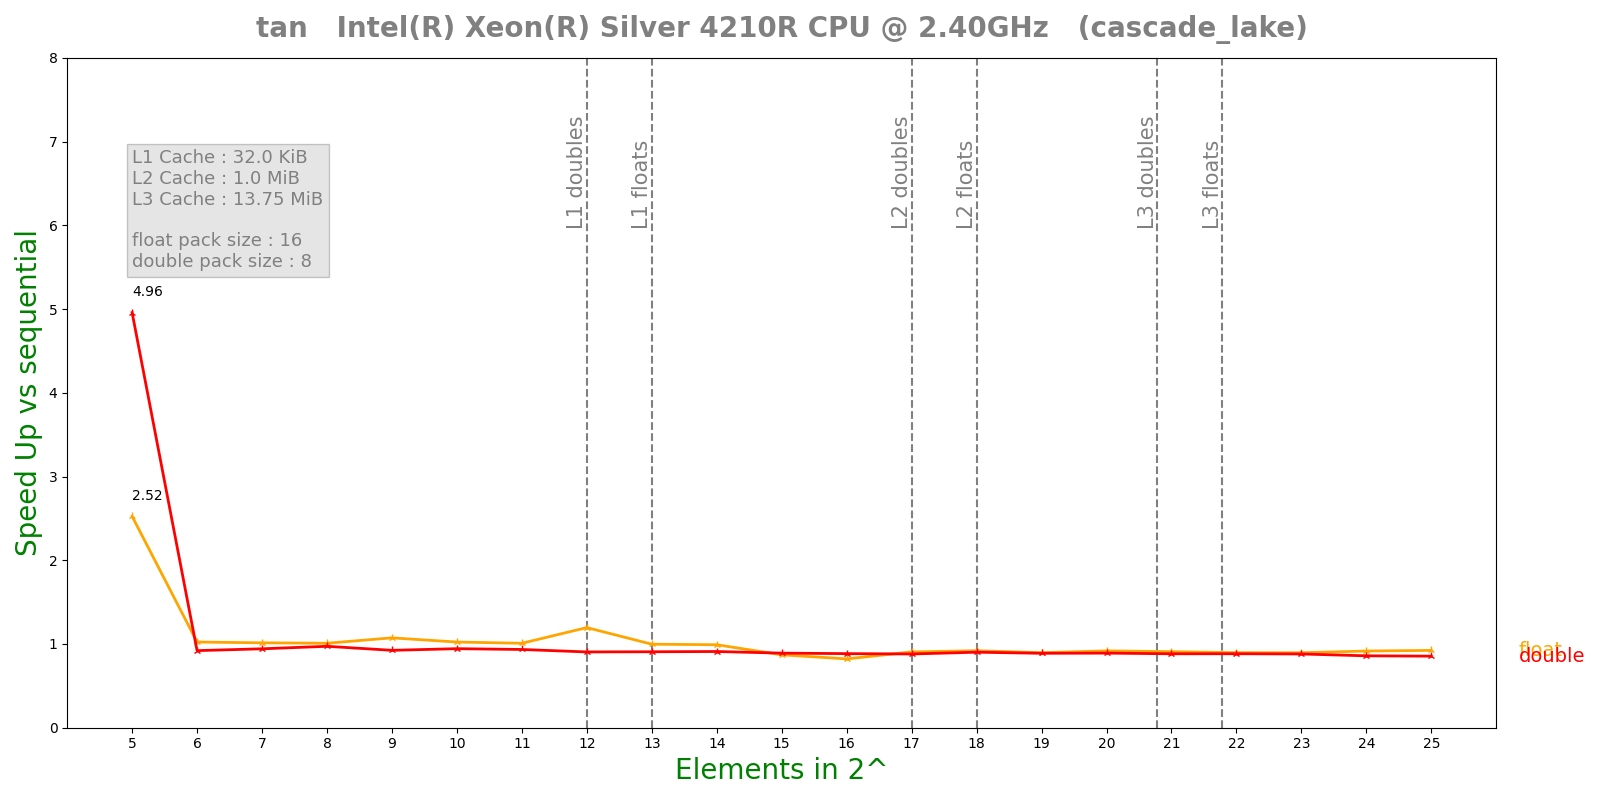 tan   Intel(R) Xeon(R) Silver 4210R CPU @ 2.40GHz   (cascade_lake)
Speed Up vs sequential
8
7
6
5
4
3
2
1
0
L1 Cache : 32.0 KiB
L2 Cache : 1.0 MiB
L3 Cache : 13.75 MiB
float pack size : 16
double pack size : 8
4.96
2.52
L1 doubles
L1 floats
L2 doubles
L2 floats
L3 doubles
L3 floats
float
double
5 6 7 8 9 10 11 12 13 14 15 16 17 18 19 20 21 22 23 24 25
Elements in 2^